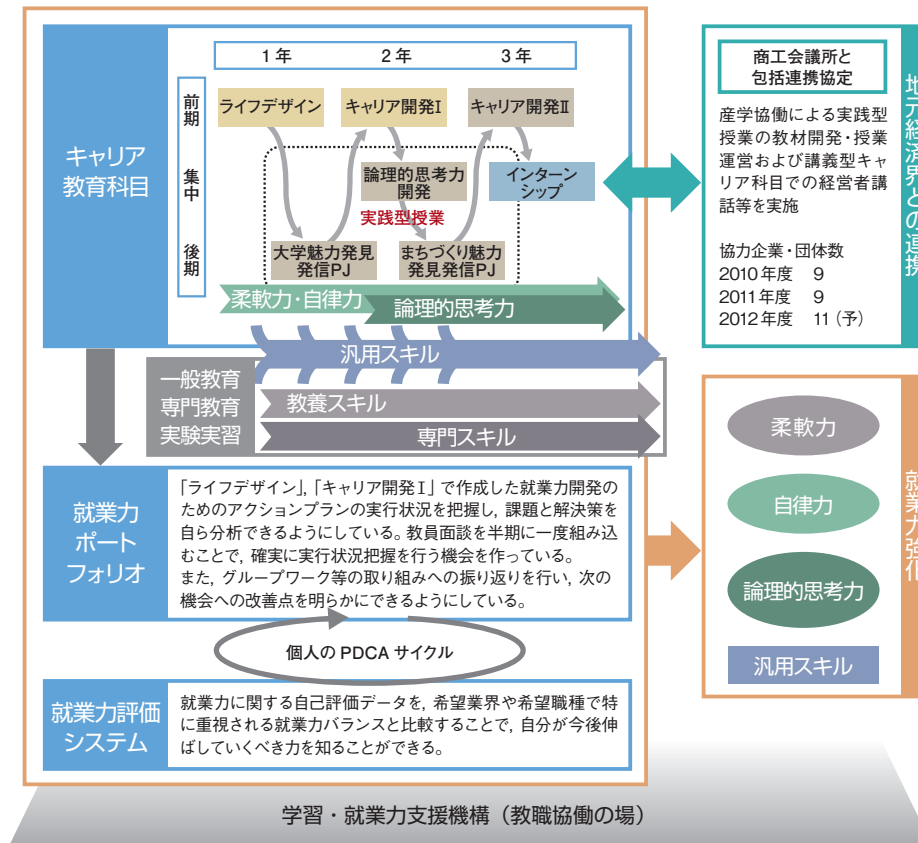 キャリア
教育科目
1年 2年 3年
前期
集中
後期
ライフデザイン
キャリア開発Ⅰ
キャリア開発Ⅱ
論理的思考力
開発
インターン
シップ
実践型授業
大学魅力発見
発信PJ
まちづくり魅力
発見発信PJ
柔軟力・自律力
論理的思考力
汎用スキル
一般教育
専門教育
実験実習
教養スキル
専門スキル
就業力
ポート
フォリオ
「ライフデザイン」,「キャリア開発Ⅰ」で作成した就業力開発の
ためのアクションプランの実行状況を把握し, 課題と解決策を
自ら分析できるようにしている。教員面談を半期に一度組み込
むことで, 確実に実行状況把握を行う機会を作っている。
また, グループワーク等の取り組みへの振り返りを行い, 次の
機会への改善点を明らかにできるようにしている。
個人の PDCA サイクル
就業力評価
システム
就業力に関する自己評価データを, 希望業界や希望職種で特
に重視される就業力バランスと比較することで, 自分が今後伸
ばしていくべき力を知ることができる。
学習・就業力支援機構（教職協働の場）
地元経済界との連携
商工会議所と
包括連携協定
産学協働による実践型
授業の教材開発・授業
運営および講義型キャ
リア科目での経営者講
話等を実施
協力企業・団体数
2010年度 9
2011年度 9
2012年度 11（予）
就業力強化
柔軟力
自律力
論理的思考力
汎用スキル